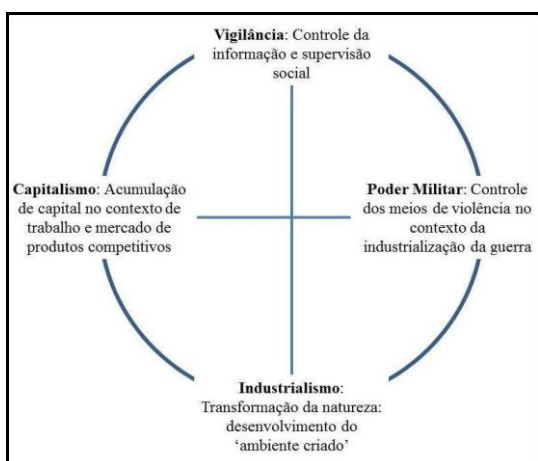 Vigilância: Controle da
informação e supervisão
social
Capitalismo: Acumulação
de capital no contexto de
trabalho e mercado de
produtos competitivos
Poder Militar: Controle
dos meios de violência no
contexto da
industrialização da guerra
Industrialismo:
Transformação da natureza:
desenvolvimento do
'ambiente criado'